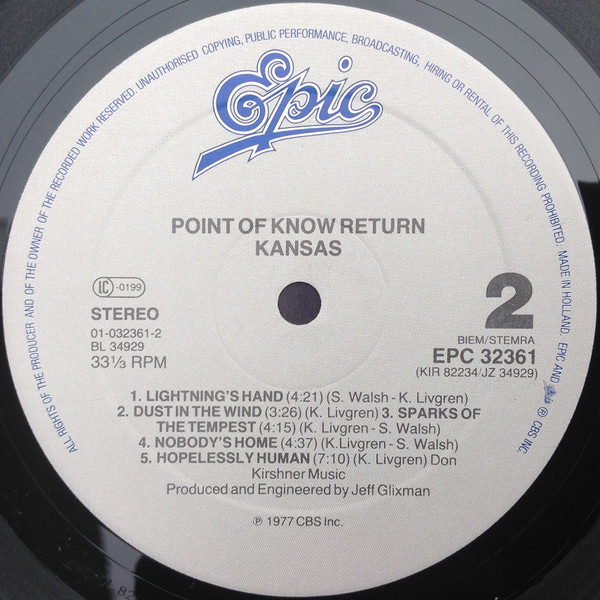 ALL RIGHTS OF THE PRODUCER AND OF THE OWNER OF THE RECORDED WORK RESERVED. UNAUTHORISED COPYING, PUBLIC PERFORMANCE, BROADCASTING, HIRING OR RENTAL OF THIS RECORDING PROHIBITED. MADE IN HOLLAND. EPIC AND Epic ® CBS INC.
Epic
POINT OF KNOW RETURN
KANSAS
LC -0199
2
STEREO
BIEM/STEMRA
01-032361-2
EPC 32361
BL 34929
(KIR 82234/JZ 34929)
33⅓ RPM
1. LIGHTNING'S HAND (4:21) (S. Walsh - K. Livgren)
2. DUST IN THE WIND (3:26) (K. Livgren) 3. SPARKS OF
THE TEMPEST (4:15) (K. Livgren - S. Walsh)
4. NOBODY'S HOME (4:37) (K.Livgren - S. Walsh)
5. HOPELESSLY HUMAN (7:10) (K. Livgren) Don
Kirshner Music
Produced and Engineered by Jeff Glixman
℗ 1977 CBS Inc.